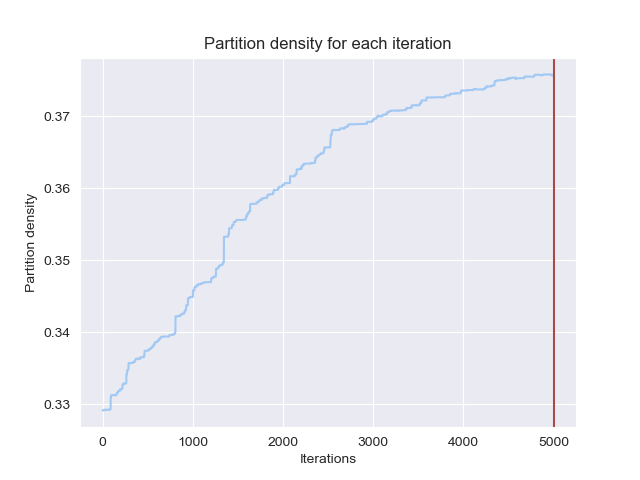 Partition density for each iteration
0.37
0.36
0.35
0.34
0.33
Partition density
0 1000 2000 3000 4000 5000
Iterations